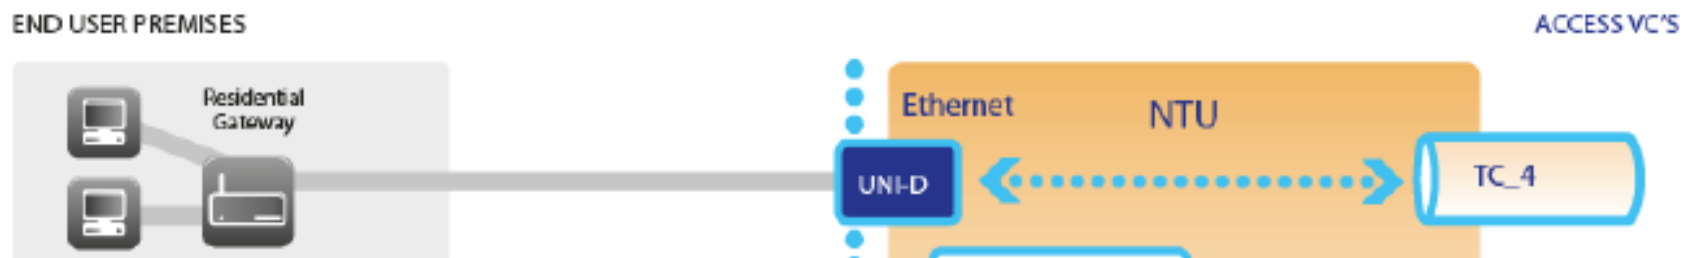 END USER PREMISES
ACCESS VC'S
Residential
Gateway
Ethernet
NTU
UNI-D
TC_4